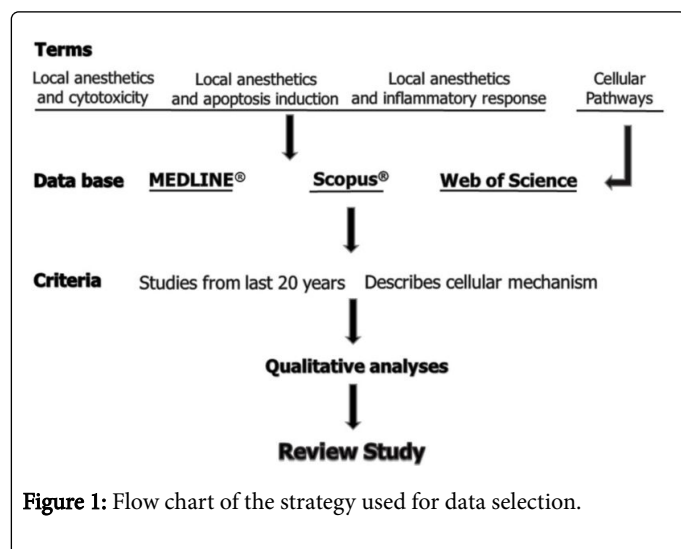 Terms
Local anesthetics and cytotoxicity
Local anesthetics and apoptosis induction
Local anesthetics and inflammatory response
Cellular Pathways
Data base MEDLINE® Scopus® Web of Science
Criteria Studies from last 20 years Describes cellular mechanism
Qualitative analyses
Review Study
Figure 1: Flow chart of the strategy used for data selection.